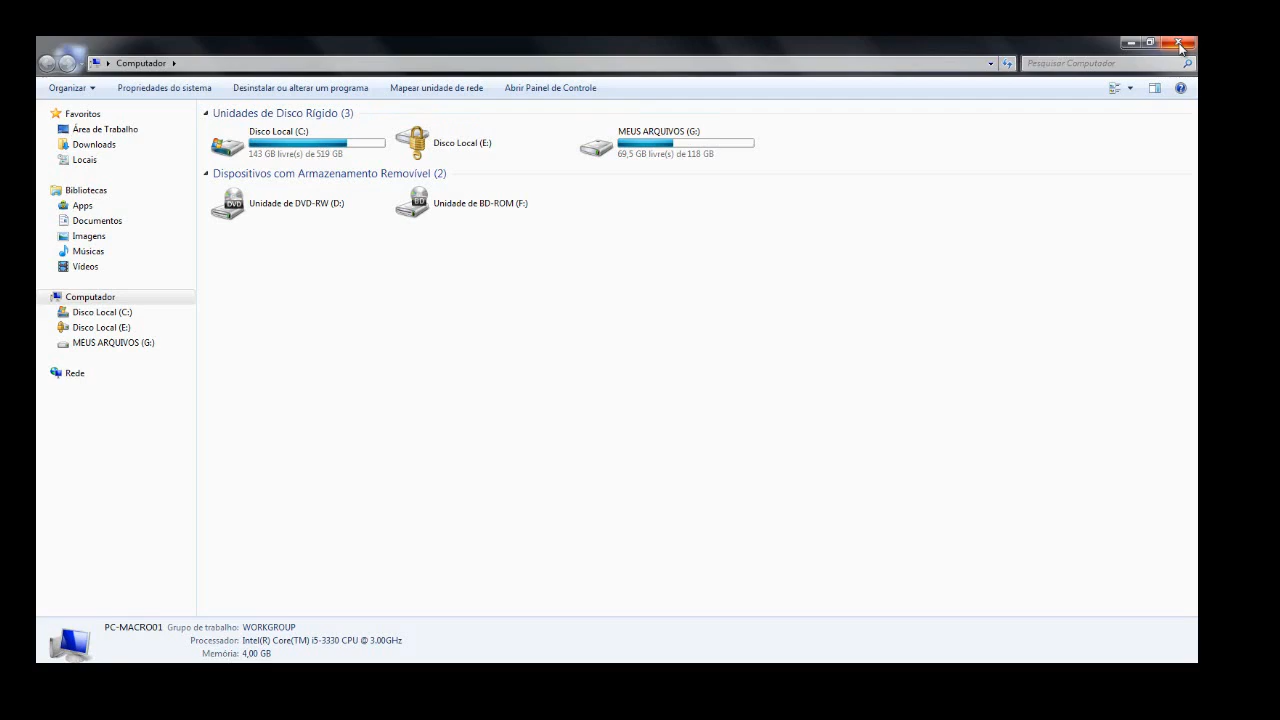 Computador
Pesquisar Computador
Organizar
Propriedades do sistema
Desinstalar ou alterar um programa
Mapear unidade de rede
Abrir Painel de Controle
Favoritos
Área de Trabalho
Downloads
Locais
Bibliotecas
Apps
Documentos
Imagens
Músicas
Vídeos
Computador
Disco Local (C:)
Disco Local (E:)
MEUS ARQUIVOS (G:)
Rede
Unidades de Disco Rígido (3)
Disco Local (C:)
143 GB livre(s) de 519 GB
Disco Local (E:)
MEUS ARQUIVOS (G:)
69,5 GB livre(s) de 118 GB
Dispositivos com Armazenamento Removível (2)
DVD
Unidade de DVD-RW (D:)
BD
Unidade de BD-ROM (F:)
PC-MACRO01 Grupo de trabalho: WORKGROUP
Processador: Intel(R) Core(TM) i5-3330 CPU @ 3.00GHz
Memória: 4,00 GB